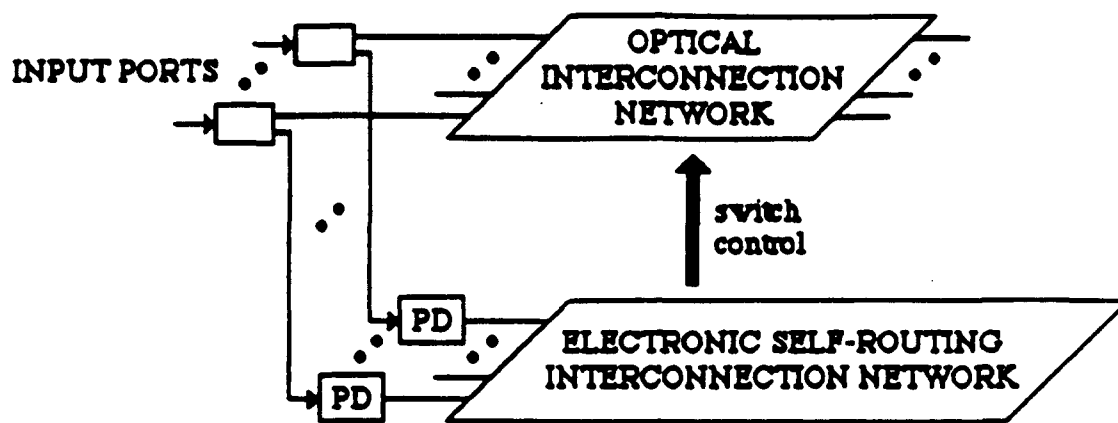 INPUT PORTS
OPTICAL
INTERCONNECTION
NETWORK
switch
control
PD
PD
ELECTRONIC SELF-ROUTING
INTERCONNECTION NETWORK